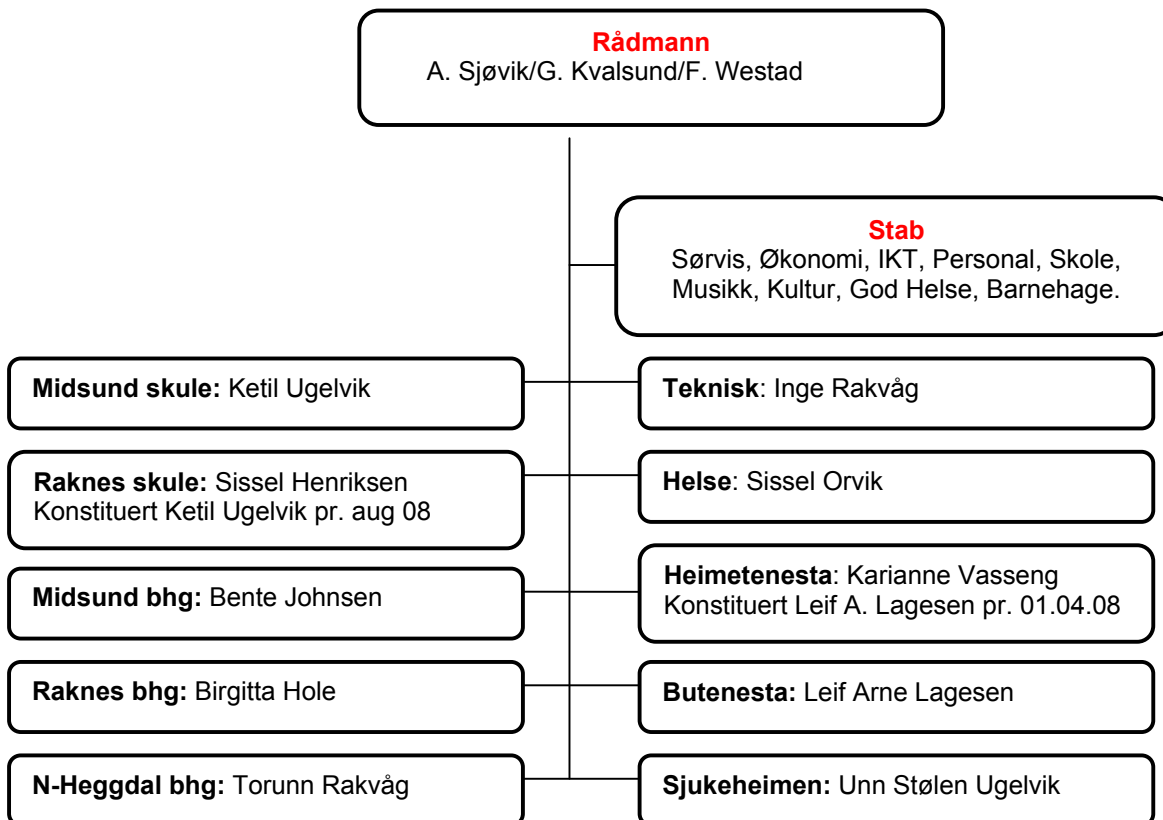 Rådmann
A. Sjøvik/G. Kvalsund/F. Westad
Stab
Sørvis, Økonomi, IKT, Personal, Skole,
Musikk, Kultur, God Helse, Barnehage.
Midsund skule: Ketil Ugelvik
Teknisk: Inge Rakvåg
Raknes skule: Sissel Henriksen
Konstituert Ketil Ugelvik pr. aug 08
Helse: Sissel Orvik
Midsund bhg: Bente Johnsen
Heimetenesta: Karianne Vasseng
Konstituert Leif A. Lagesen pr. 01.04.08
Raknes bhg: Birgitta Hole
Butenesta: Leif Arne Lagesen
N-Heggdal bhg: Torunn Rakvåg
Sjukeheimen: Unn Stølen Ugelvik